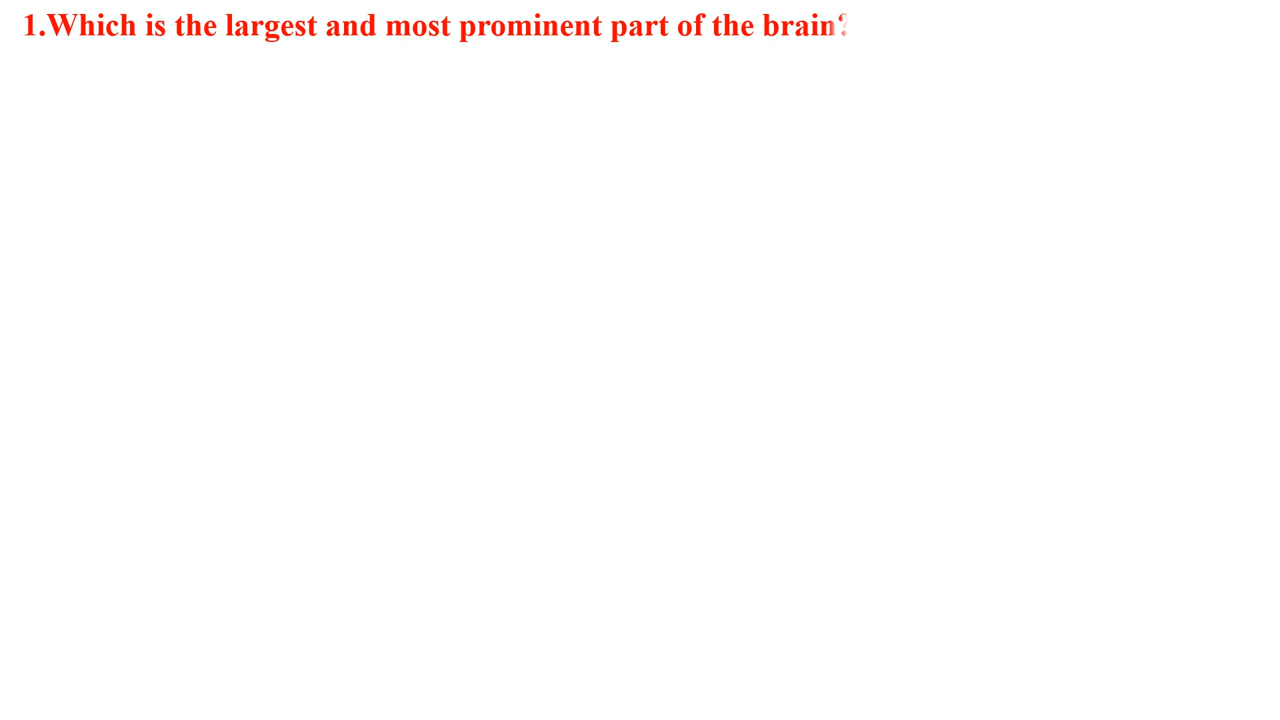 1.Which is the largest and most prominent part of the brain?